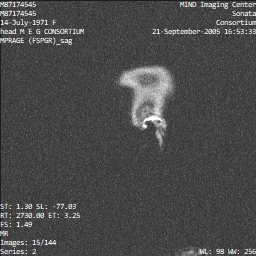 M87174545
M87174545
14-July-1971 F
head M E G CONSORTIUM
MPRAGE (FSPGR)_sag
MIND Imaging Center
Sonata
Consortium
21-September-2005 16:53:33
ST: 1.30 SL: -77.03
RT: 2730.00 ET: 3.25
FS: 1.49
MR
Images: 15/144
Series: 2
WL: 98 WW: 256